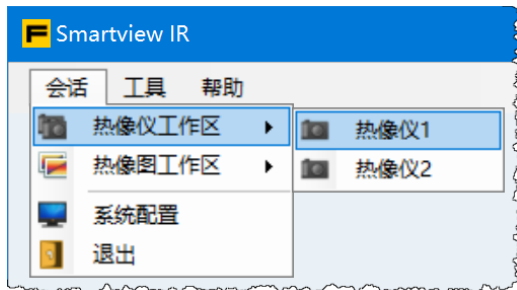 Smartview IR
会话 工具 帮助
热像仪工作区 热像仪1
热像图工作区 热像仪2
系统配置
退出